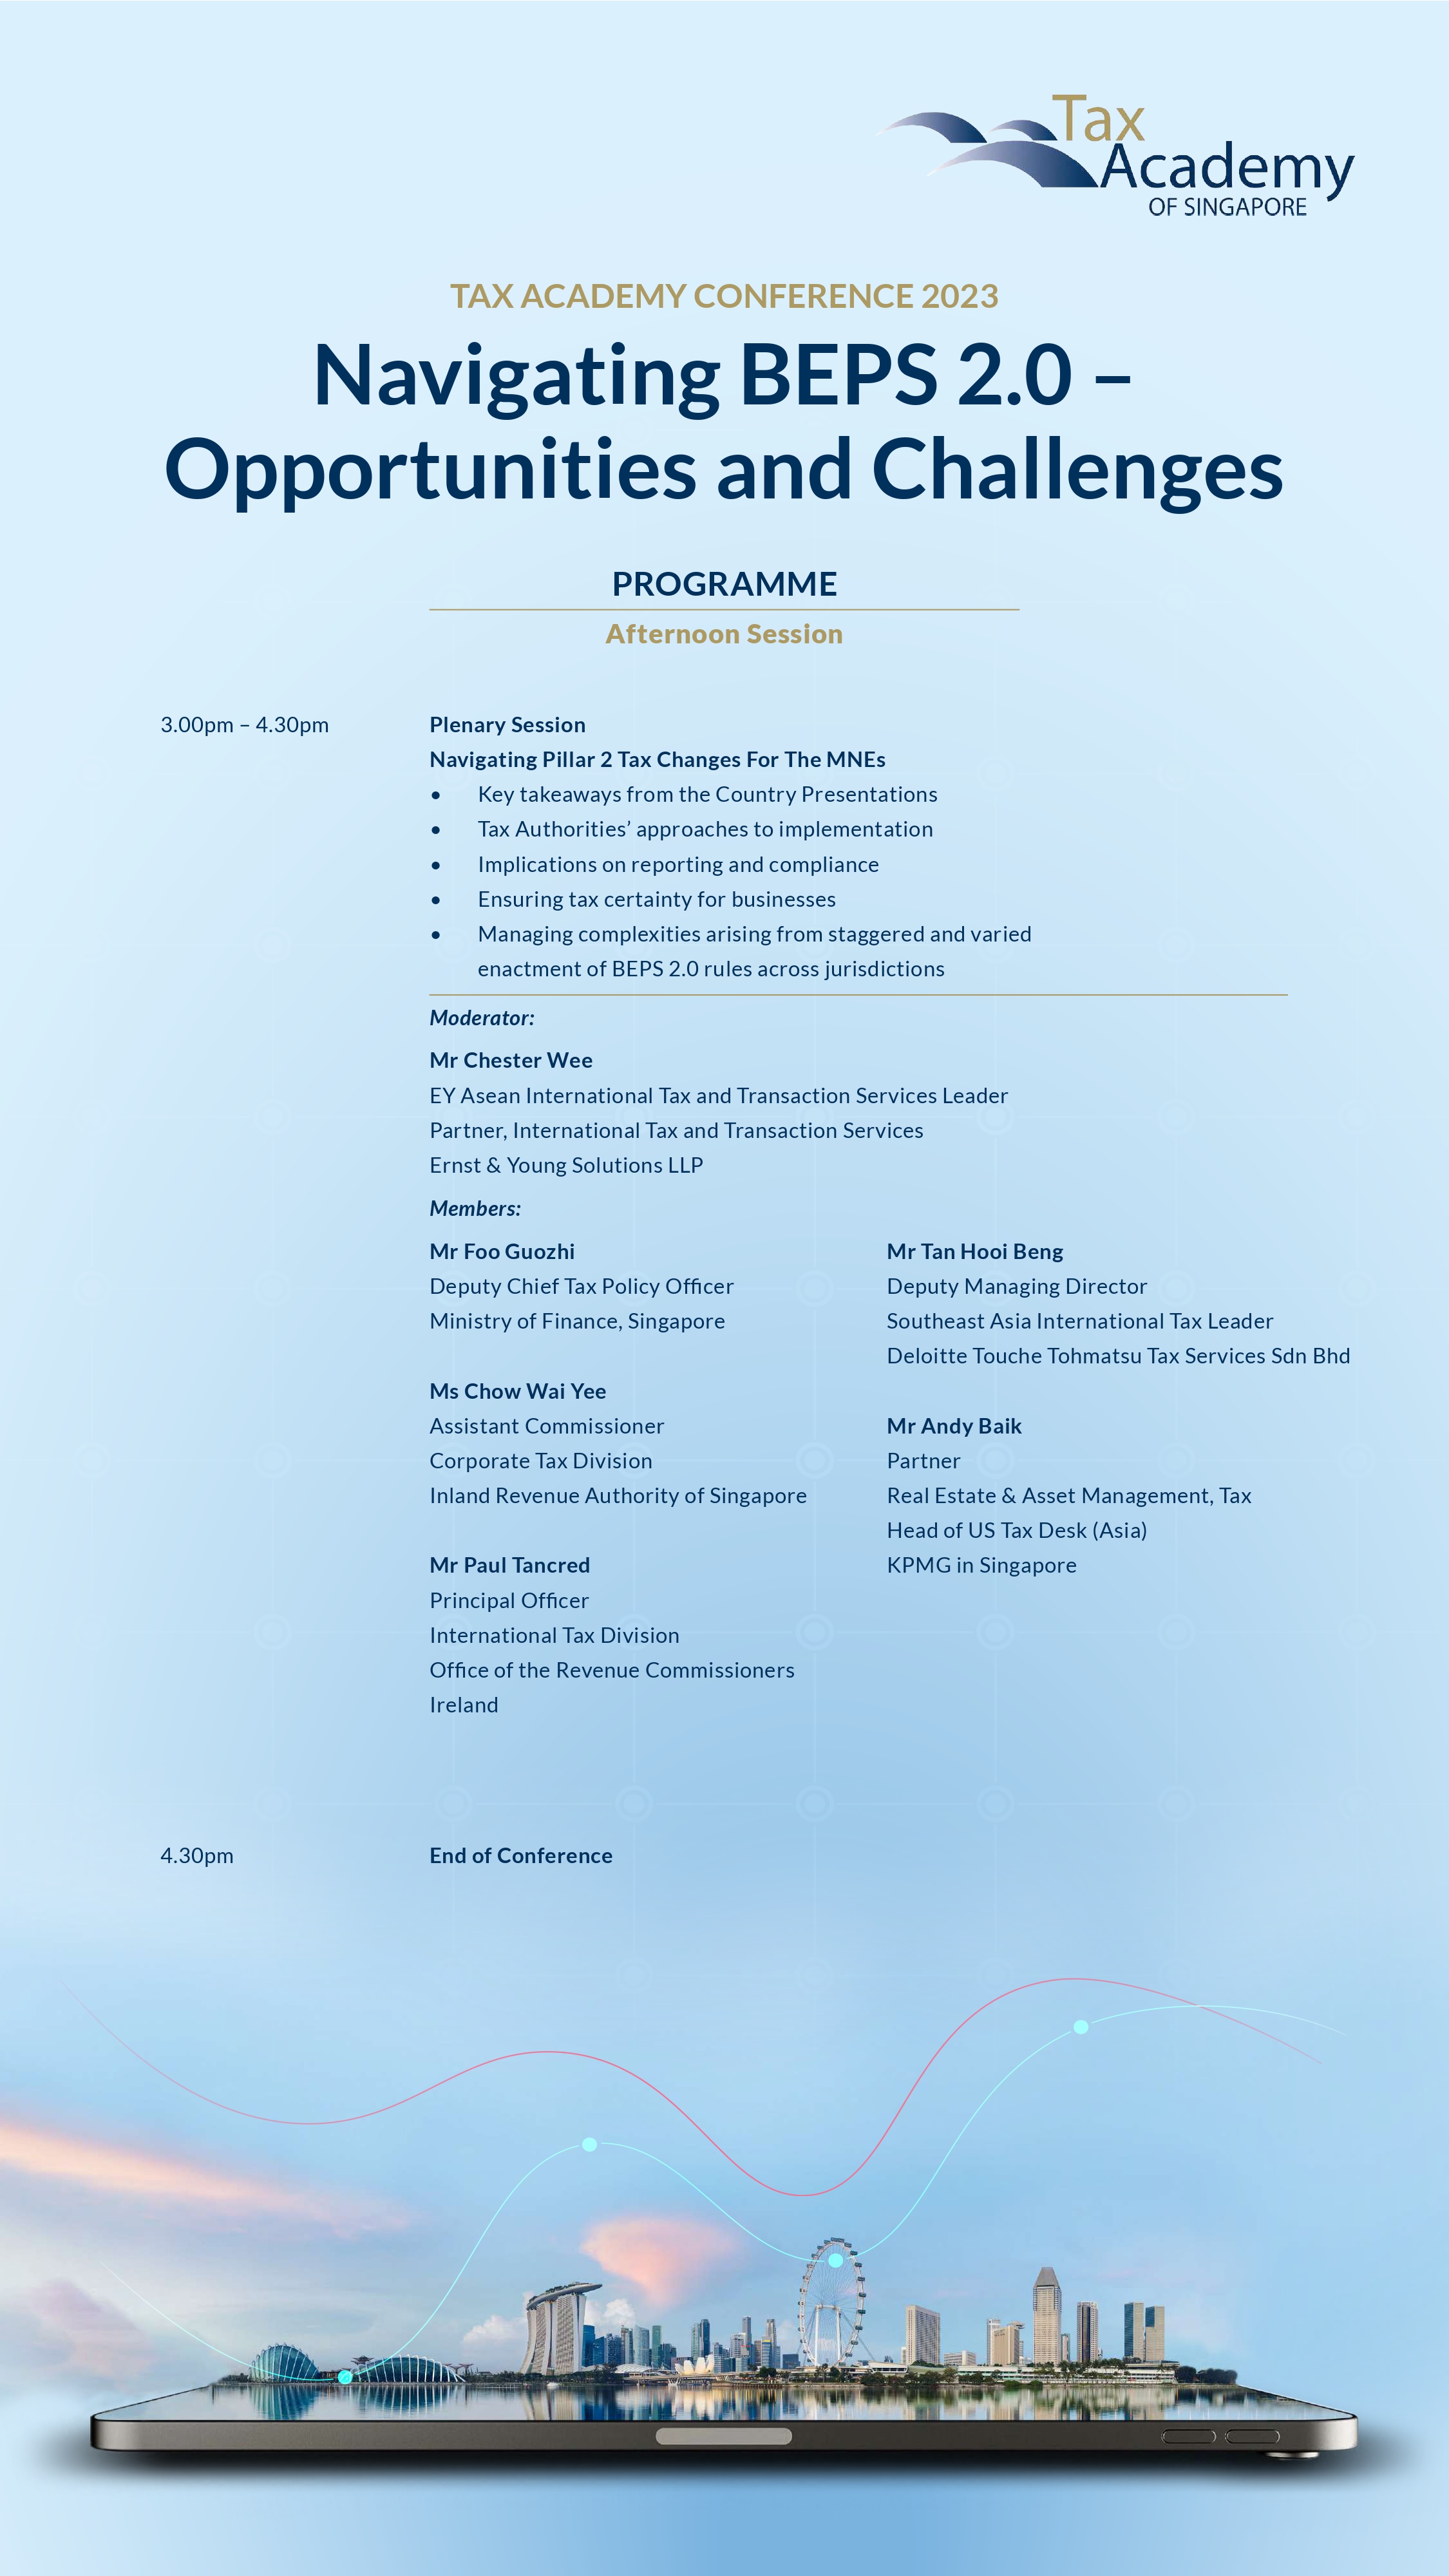 Tax
Academy
OF SINGAPORE
TAX ACADEMY CONFERENCE 2023
Navigating BEPS 2.0 –
Opportunities and Challenges
PROGRAMME
Afternoon Session
3.00pm – 4.30pm
Plenary Session
Navigating Pillar 2 Tax Changes For The MNEs
• Key takeaways from the Country Presentations
• Tax Authorities’ approaches to implementation
• Implications on reporting and compliance
• Ensuring tax certainty for businesses
• Managing complexities arising from staggered and varied
enactment of BEPS 2.0 rules across jurisdictions
Moderator:
Mr Chester Wee
EY Asean International Tax and Transaction Services Leader
Partner, International Tax and Transaction Services
Ernst & Young Solutions LLP
Members:
Mr Foo Guozhi
Deputy Chief Tax Policy Officer
Ministry of Finance, Singapore
Ms Chow Wai Yee
Assistant Commissioner
Corporate Tax Division
Inland Revenue Authority of Singapore
Mr Paul Tancred
Principal Officer
International Tax Division
Office of the Revenue Commissioners
Ireland
Mr Tan Hooi Beng
Deputy Managing Director
Southeast Asia International Tax Leader
Deloitte Touche Tohmatsu Tax Services Sdn Bhd
Mr Andy Baik
Partner
Real Estate & Asset Management, Tax
Head of US Tax Desk (Asia)
KPMG in Singapore
4.30pm
End of Conference